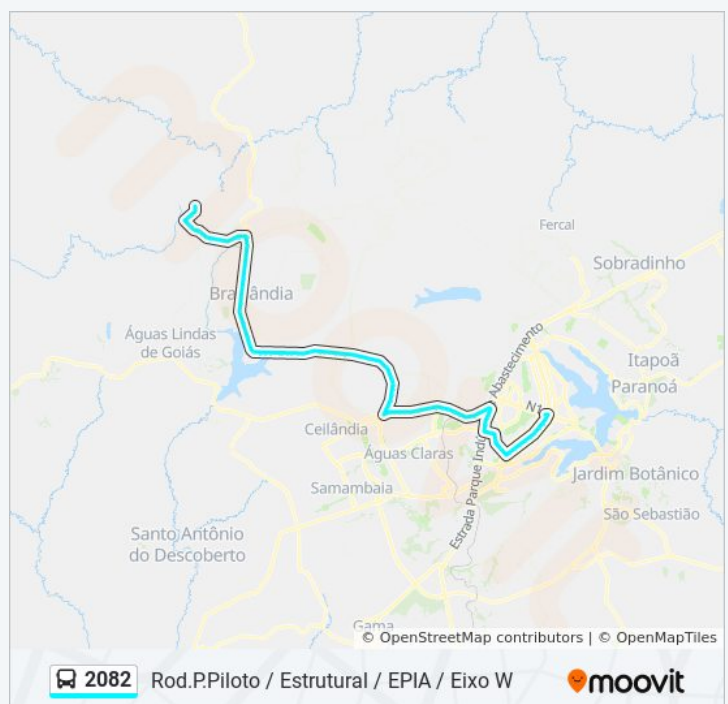 Fercal
Sobradinho
Brazlândia
Águas Lindas
de Goiás
Abastecimento
Itapoã
Paranoá
N1
Ceilândia
Águas Claras
Estrada Parque Indú
Jardim Botânico
Samambaia
São Sebastião
Santo Antônio
do Descoberto
Gama
© OpenStreetMap contributors | © OpenMapTiles
2082 Rod.P.Piloto / Estrutural / EPIA / Eixo W moovit